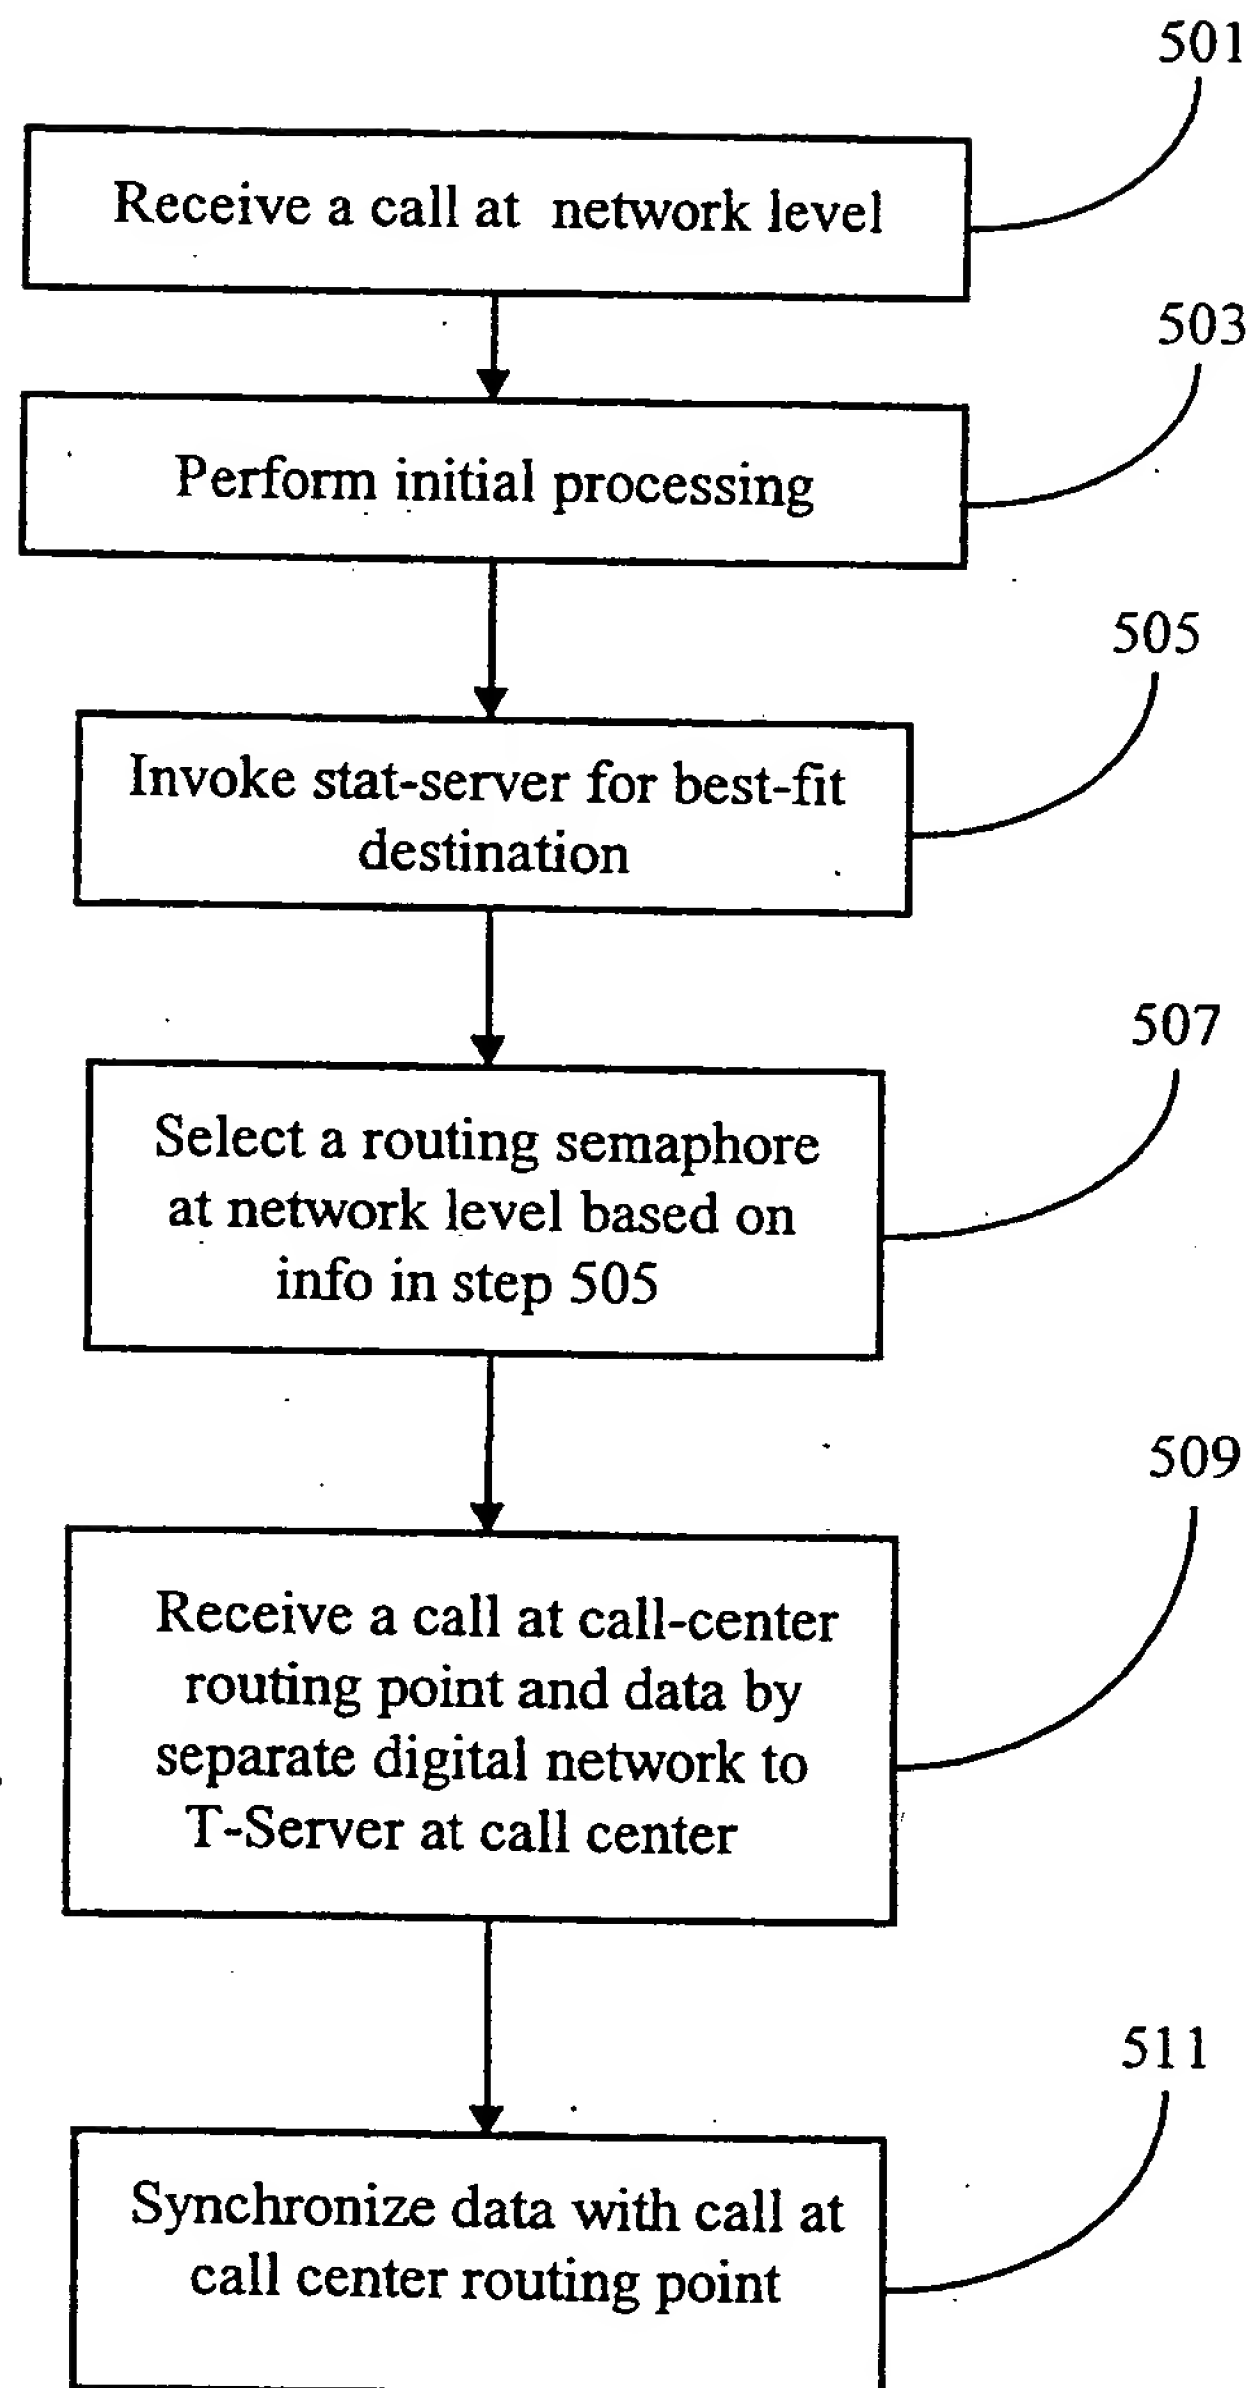 501
Receive a call at network level
503
Perform initial processing
505
Invoke stat-server for best-fit
destination
507
Select a routing semaphore
at network level based on
info in step 505
509
Receive a call at call-center
routing point and data by
separate digital network to
T-Server at call center
511
Synchronize data with call at
call center routing point